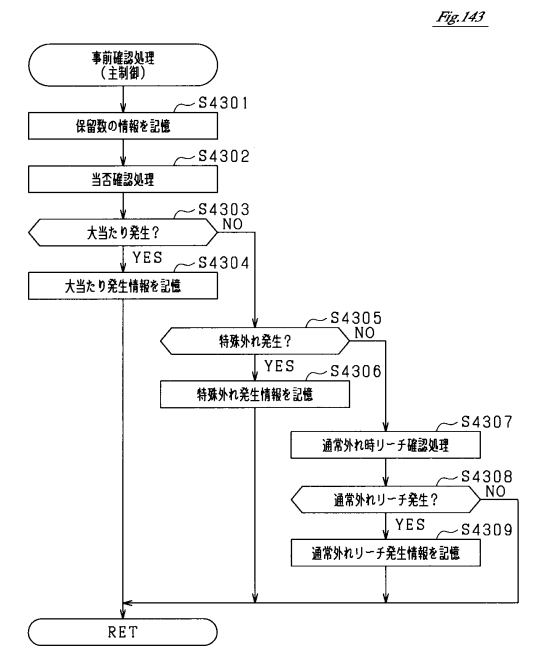 Fig.143
事前確認処理
(主制御)
S4301
保留数の情報を記憶
S4302
当否確認処理
S4303
大当たり発生?
NO
YES
S4304
大当たり発生情報を記憶
S4305
特殊外れ発生?
NO
YES
S4306
特殊外れ発生情報を記憶
S4307
通常外れ時リーチ確認処理
S4308
通常外れリーチ発生?
NO
YES
S4309
通常外れリーチ発生情報を記憶
RET